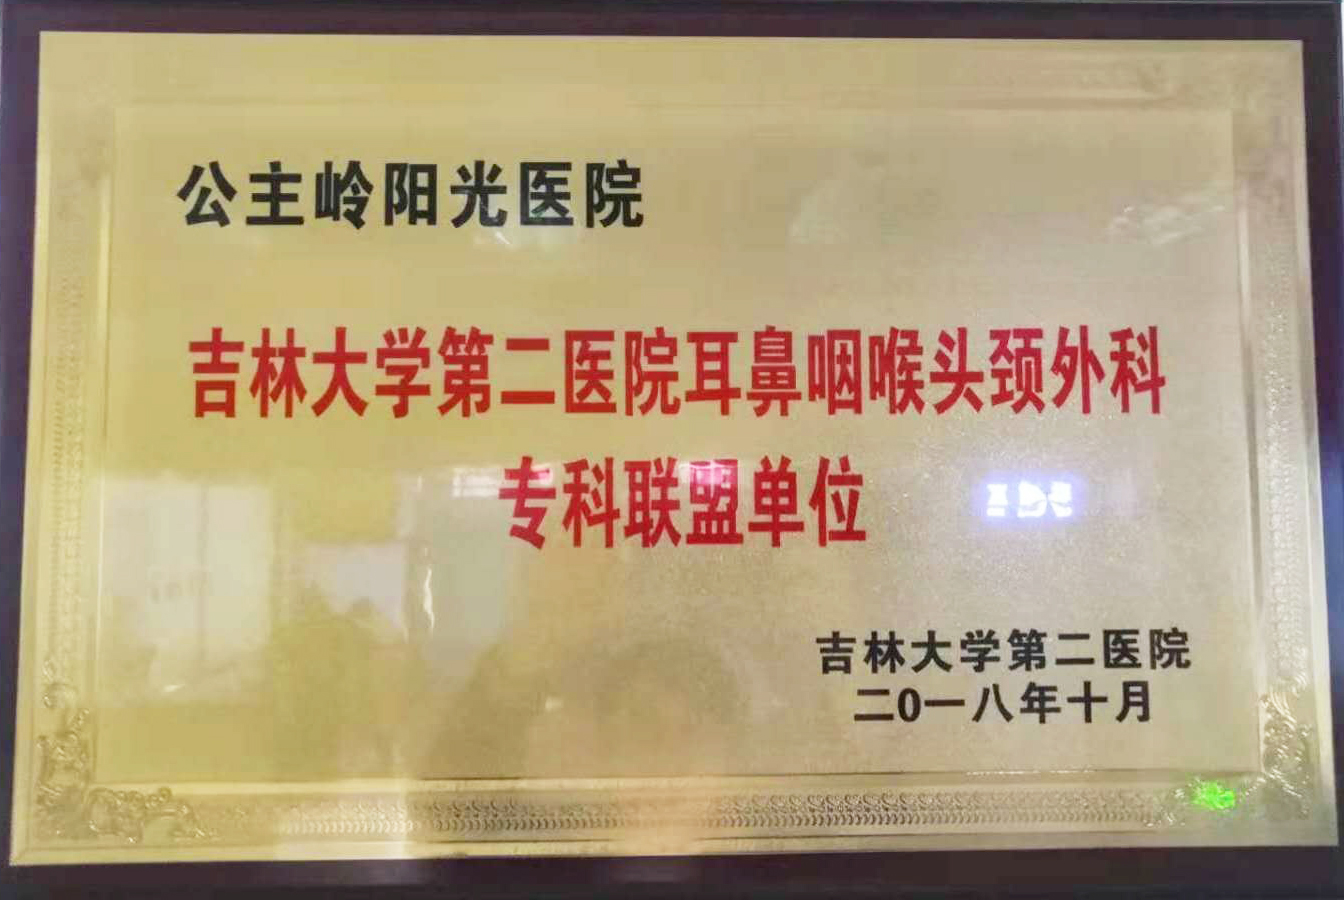 公主岭阳光医院
吉林大学第二医院耳鼻咽喉头颈外科
专科联盟单位
吉林大学第二医院
二0一八年十月